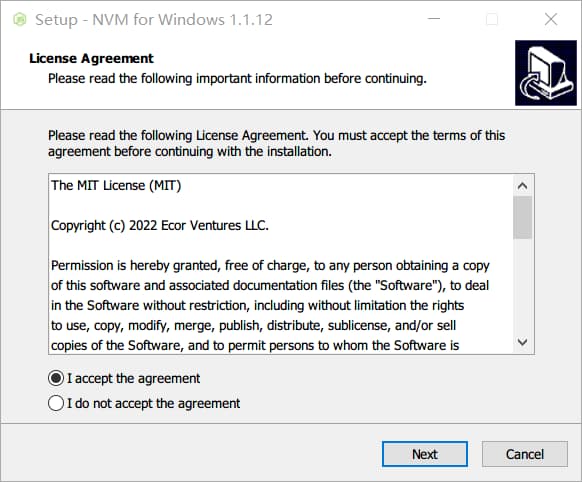 Setup - NVM for Windows 1.1.12
License Agreement
Please read the following important information before continuing.
Please read the following License Agreement. You must accept the terms of this
agreement before continuing with the installation.
The MIT License (MIT)
Copyright (c) 2022 Ecor Ventures LLC.
Permission is hereby granted, free of charge, to any person obtaining a copy
of this software and associated documentation files (the "Software"), to deal
in the Software without restriction, including without limitation the rights
to use, copy, modify, merge, publish, distribute, sublicense, and/or sell
copies of the Software, and to permit persons to whom the Software is
I accept the agreement
I do not accept the agreement
Next
Cancel